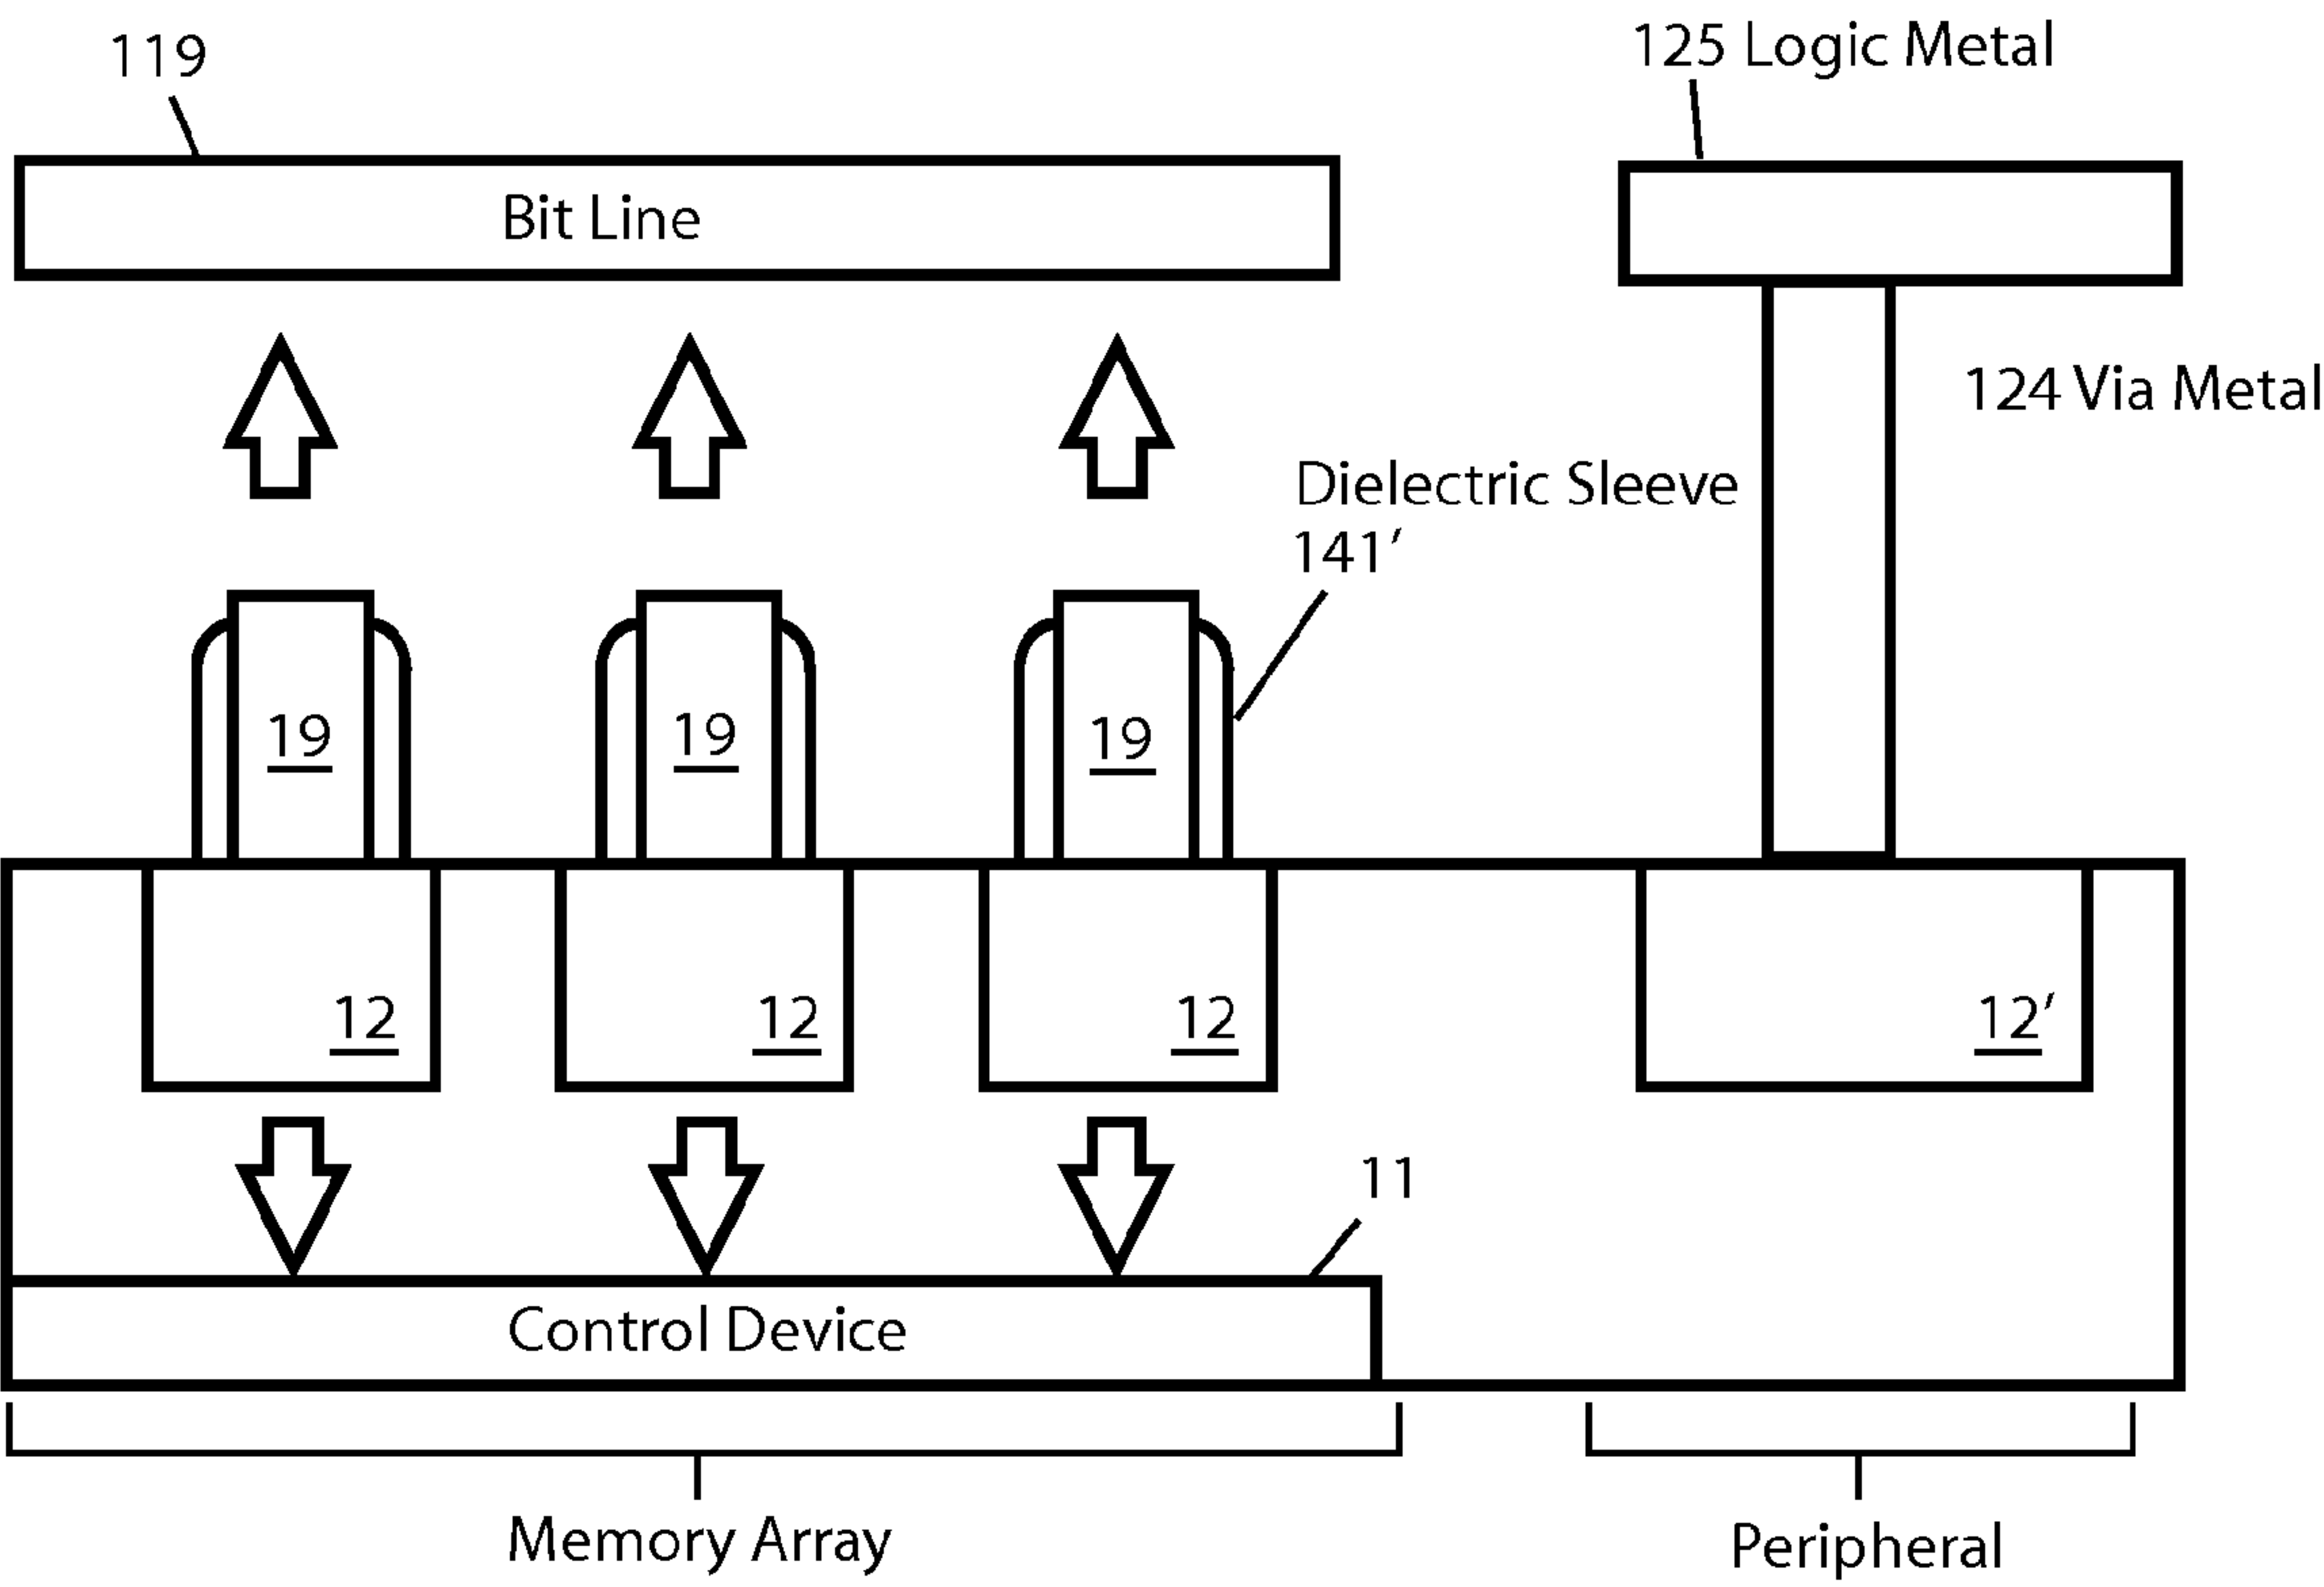 119
125 Logic Metal
Bit Line
124 Via Metal
Dielectric Sleeve
141′
19
19
19
12
12
12
12′
11
Control Device
Memory Array
Peripheral